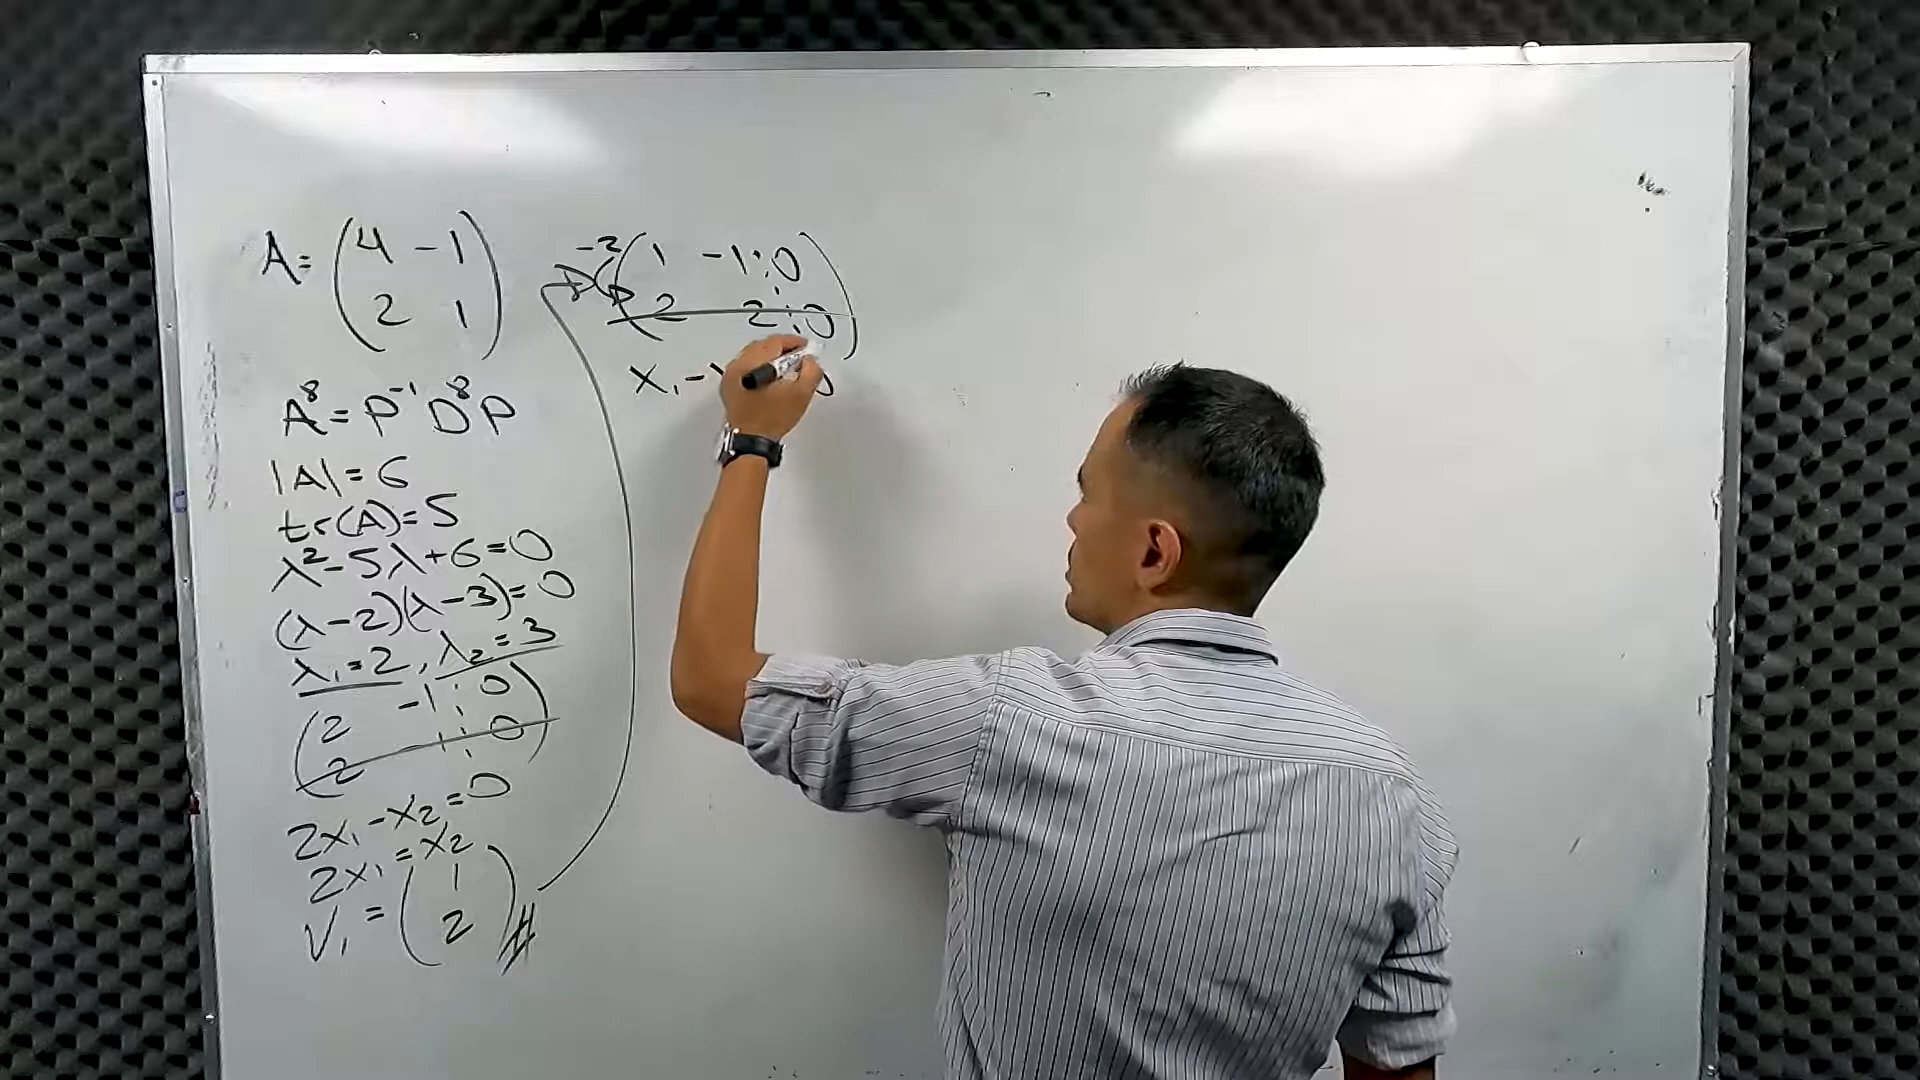 A= (4 -1
2 1)
A⁸ = P⁻¹ D⁸ P
|A| = 6
tr(A) = 5
λ² - 5λ + 6 = 0
(λ - 2)(λ - 3) = 0
λ₁ = 2, λ₂ = 3
(2 -1 ⋮ 0
2 -1 ⋮ 0)
2x₁ - x₂ = 0
2x₁ = x₂
V₁ = (1
2) #
-2 (1 -1 ⋮ 0
2 2 ⋮ 0)
x₁ -